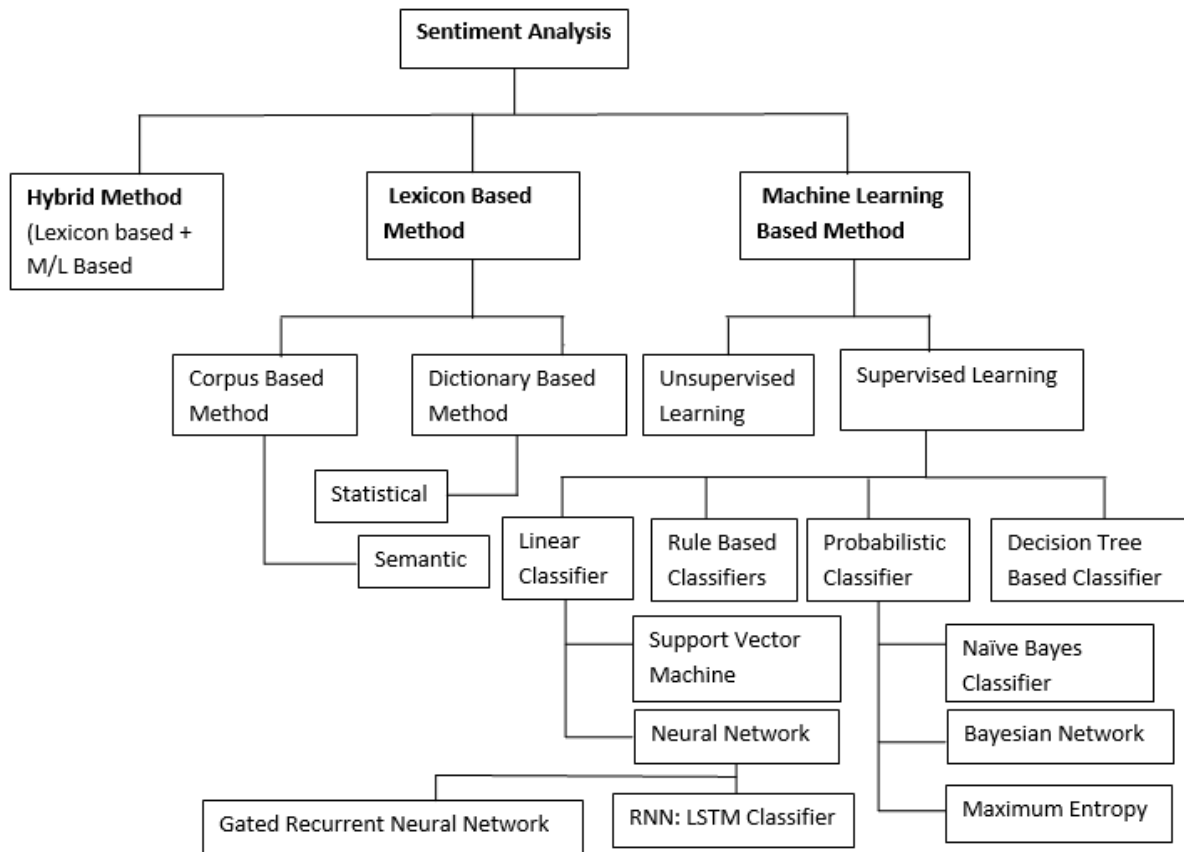 Sentiment Analysis
Hybrid Method
(Lexicon based +
M/L Based
Lexicon Based
Method
Machine Learning
Based Method
Corpus Based
Method
Dictionary Based
Method
Unsupervised
Learning
Supervised Learning
Statistical
Semantic
Linear
Classifier
Rule Based
Classifiers
Probabilistic
Classifier
Decision Tree
Based Classifier
Support Vector
Machine
Neural Network
Naïve Bayes
Classifier
Bayesian Network
Maximum Entropy
Gated Recurrent Neural Network
RNN: LSTM Classifier